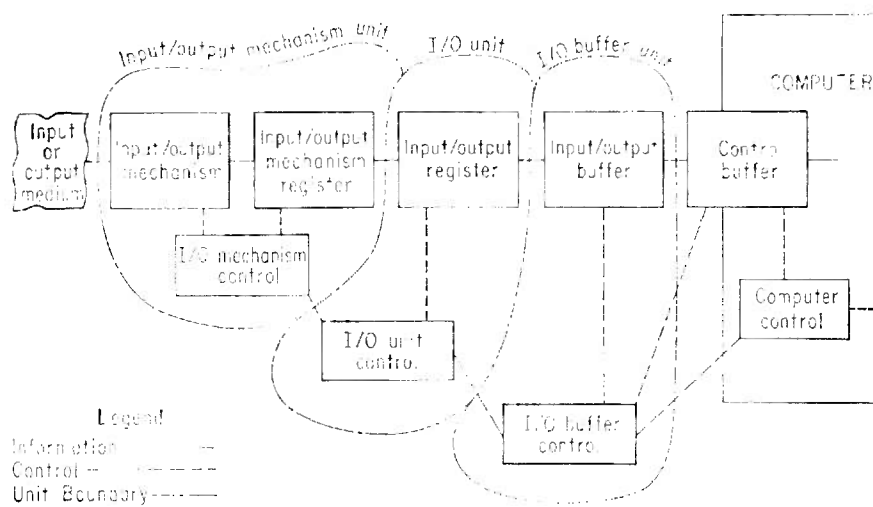 Input/output mechanism unit
I/O unit
I/O buffer unit
COMPUTER
Input
or
output
medium
Input/output
mechanism
Input/output
mechanism
register
Input/output
register
Input/output
buffer
Control
buffer
I/O mechanism
control
I/O unit
control
Computer
control
I/O buffer
control
Legend
Information
Control
Unit Boundary